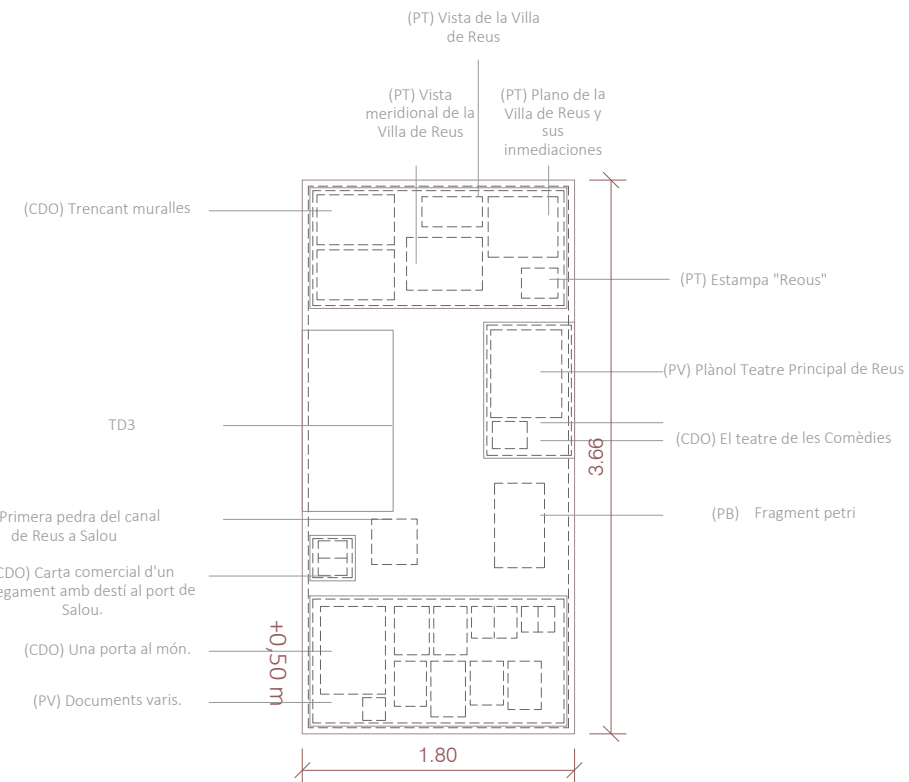 (PT) Vista de la Villa
de Reus
(PT) Vista
meridional de la
Villa de Reus
(PT) Plano de la
Villa de Reus y
sus
inmediaciones
(CDO) Trencant muralles
(PT) Estampa "Reous"
(PV) Plànol Teatre Principal de Reus
TD3
(CDO) El teatre de les Comèdies
3.66
Primera pedra del canal
de Reus a Salou
(PB) Fragment petri
CDO) Carta comercial d'un
egament amb destí al port de
Salou.
(CDO) Una porta al món.
+0,50 m
(PV) Documents varis.
1.80